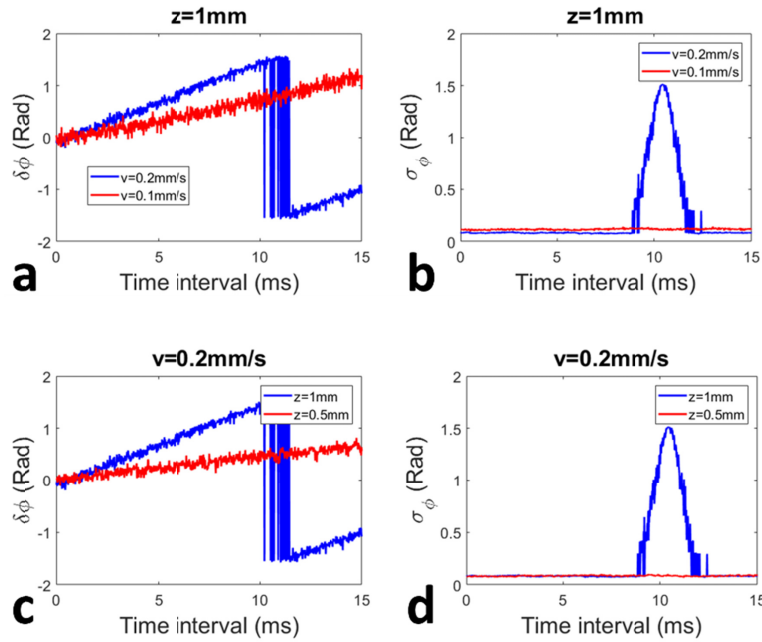 z=1mm
2
1
0
-1
-2
δϕ (Rad)
v=0.2mm/s
v=0.1mm/s
0 5 10 15
Time interval (ms)
a
z=1mm
2
1.5
1
0.5
0
σϕ (Rad)
v=0.2mm/s
v=0.1mm/s
0 5 10 15
Time interval (ms)
b
v=0.2mm/s
2
1
0
-1
-2
δϕ (Rad)
z=1mm
z=0.5mm
0 5 10 15
Time interval (ms)
c
v=0.2mm/s
2
1.5
1
0.5
0
σϕ (Rad)
z=1mm
z=0.5mm
0 5 10 15
Time interval (ms)
d